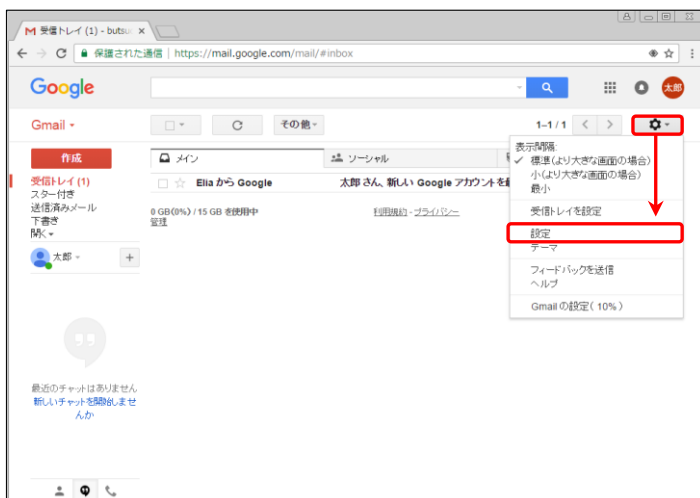 受信トレイ (1) - butsu
保護された通信 | https://mail.google.com/mail/#inbox
Google
太郎
Gmail
その他
1–1 / 1
作成
メイン
ソーシャル
表示間隔:
標準(より大きな画面の場合)
小(より大きな画面の場合)
最小
受信トレイを設定
設定
テーマ
フィードバックを送信
ヘルプ
Gmail の設定( 10% )
受信トレイ (1)
スター付き
送信済みメール
下書き
開く
Elia から Google
太郎 さん、新しい Google アカウントを
0 GB(0%) / 15 GB を使用中
管理
利用規約 - プライバシー
太郎
最近のチャットはありません
新しいチャットを開始しませ
んか